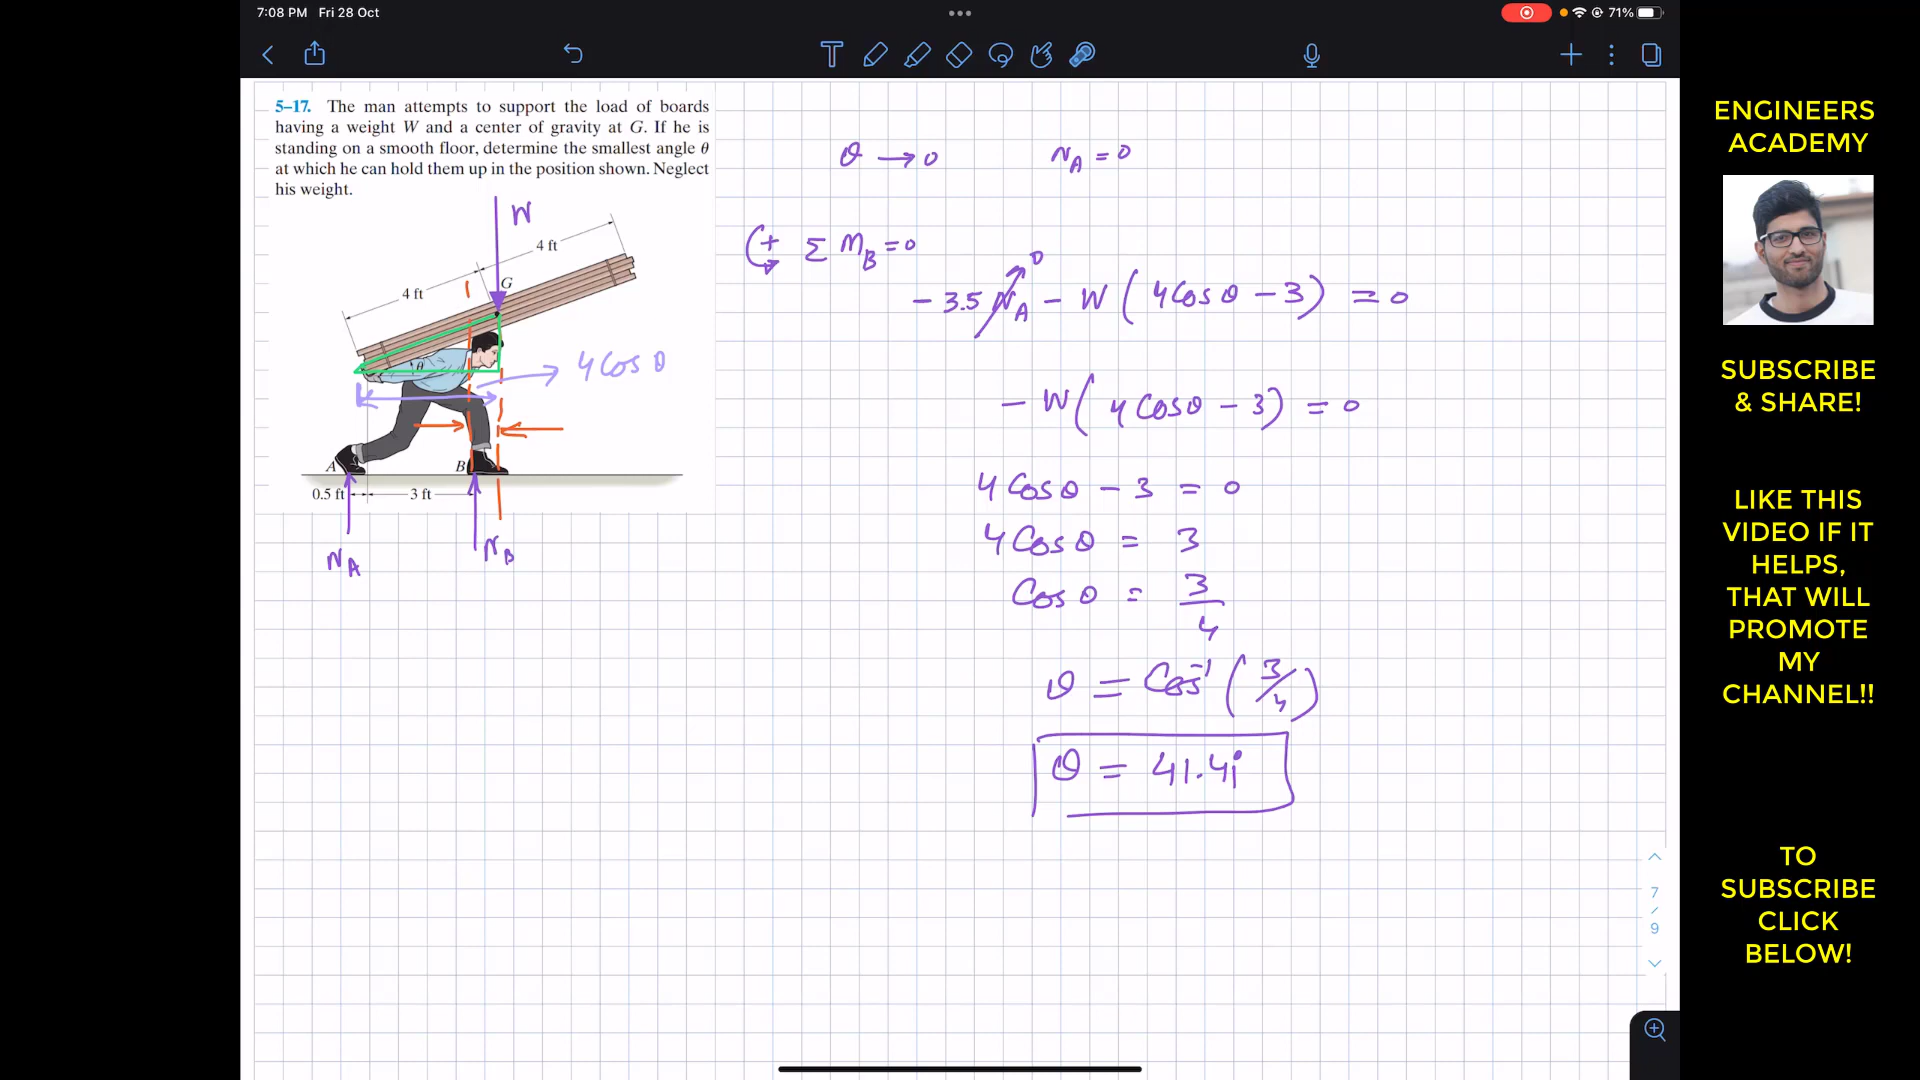 7:08 PM Fri 28 Oct
71%
5–17. The man attempts to support the load of boards
having a weight W and a center of gravity at G. If he is
standing on a smooth floor, determine the smallest angle θ
at which he can hold them up in the position shown. Neglect
his weight.
W
4 ft
G
4 ft
θ
4 Cos θ
A
B
0.5 ft
3 ft
N_A
N_B
θ → 0 N_A = 0
+ Σ M_B = 0
- 3.5 N_A 0 - W ( 4 Cos θ - 3 ) = 0
- W ( 4 Cos θ - 3 ) = 0
4 Cos θ - 3 = 0
4 Cos θ = 3
Cos θ = 3/4
θ = Cos⁻¹ ( 3/4 )
θ = 41.41°
7
/
9
ENGINEERS
ACADEMY
SUBSCRIBE
& SHARE!
LIKE THIS
VIDEO IF IT
HELPS,
THAT WILL
PROMOTE
MY
CHANNEL!!
TO
SUBSCRIBE
CLICK
BELOW!